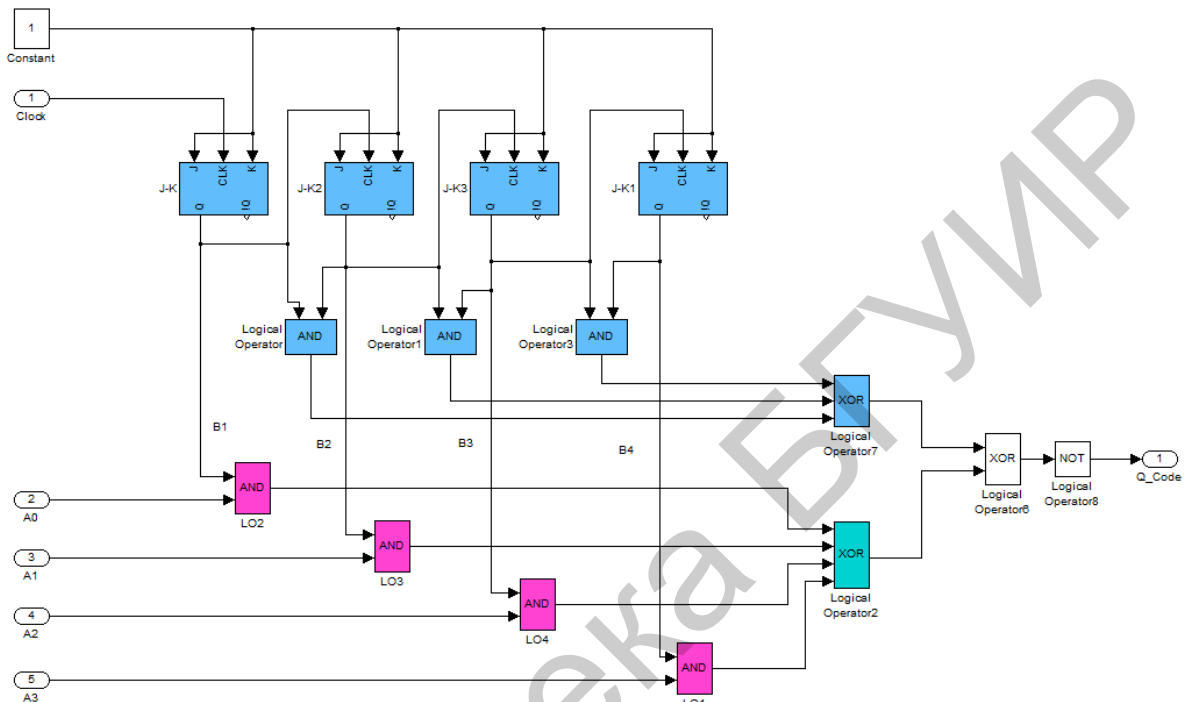 1
Constant
1
Clock
J
CLK
K
Q
!Q
J-K
J
CLK
K
Q
!Q
J-K2
J
CLK
K
Q
!Q
J-K3
J
CLK
K
Q
!Q
J-K1
Logical
Operator
AND
Logical
Operator1
AND
Logical
Operator3
AND
XOR
Logical
Operator7
B1
B2
B3
B4
XOR
Logical
Operator6
NOT
Logical
Operator8
1
Q_Code
2
A0
AND
LO2
3
A1
AND
LO3
XOR
Logical
Operator2
4
A2
AND
LO4
5
A3
AND
LO1
ека БГУИР